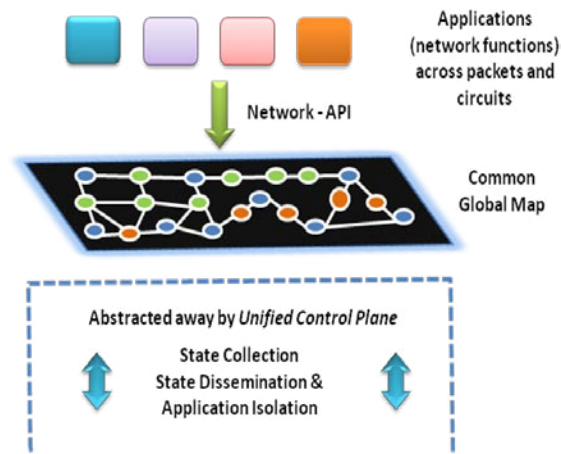 Applications
(network functions)
across packets and
circuits
Network - API
Common
Global Map
Abstracted away by Unified Control Plane
State Collection
State Dissemination &
Application Isolation